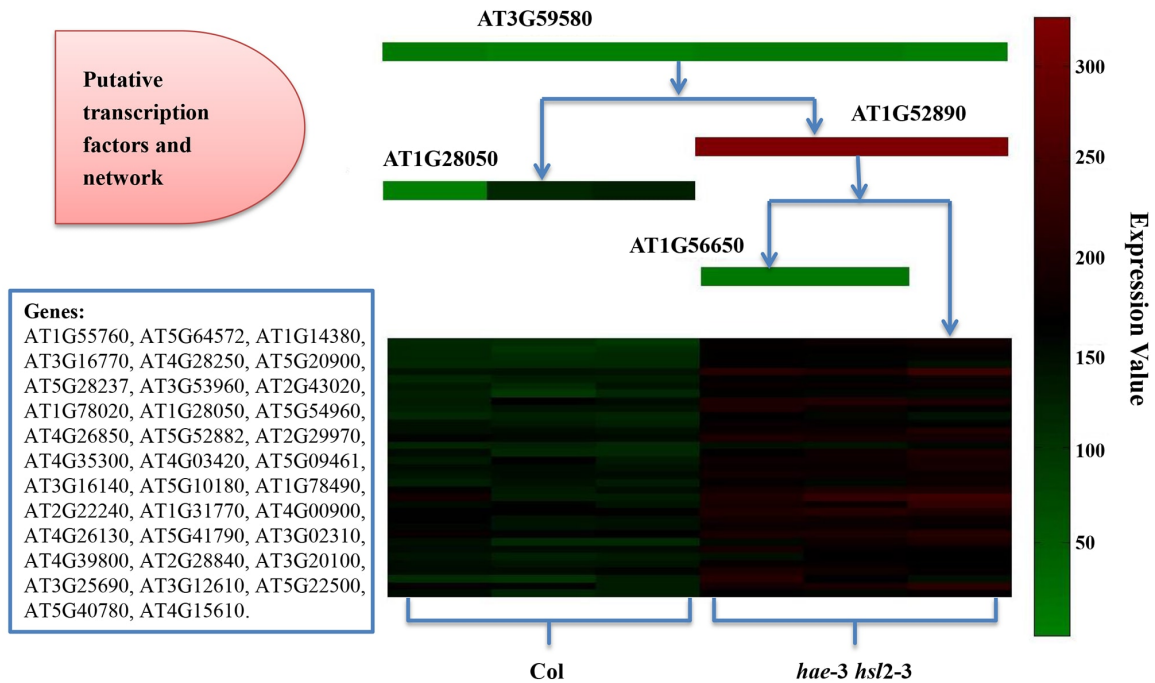 Putative
transcription
factors and
network
AT3G59580
AT1G52890
AT1G28050
AT1G56650
Genes:
AT1G55760, AT5G64572, AT1G14380,
AT3G16770, AT4G28250, AT5G20900,
AT5G28237, AT3G53960, AT2G43020,
AT1G78020, AT1G28050, AT5G54960,
AT4G26850, AT5G52882, AT2G29970,
AT4G35300, AT4G03420, AT5G09461,
AT3G16140, AT5G10180, AT1G78490,
AT2G22240, AT1G31770, AT4G00900,
AT4G26130, AT5G41790, AT3G02310,
AT4G39800, AT2G28840, AT3G20100,
AT3G25690, AT3G12610, AT5G22500,
AT5G40780, AT4G15610.
Col
hae-3 hsl2-3
300
250
200
150
100
50
Expression Value